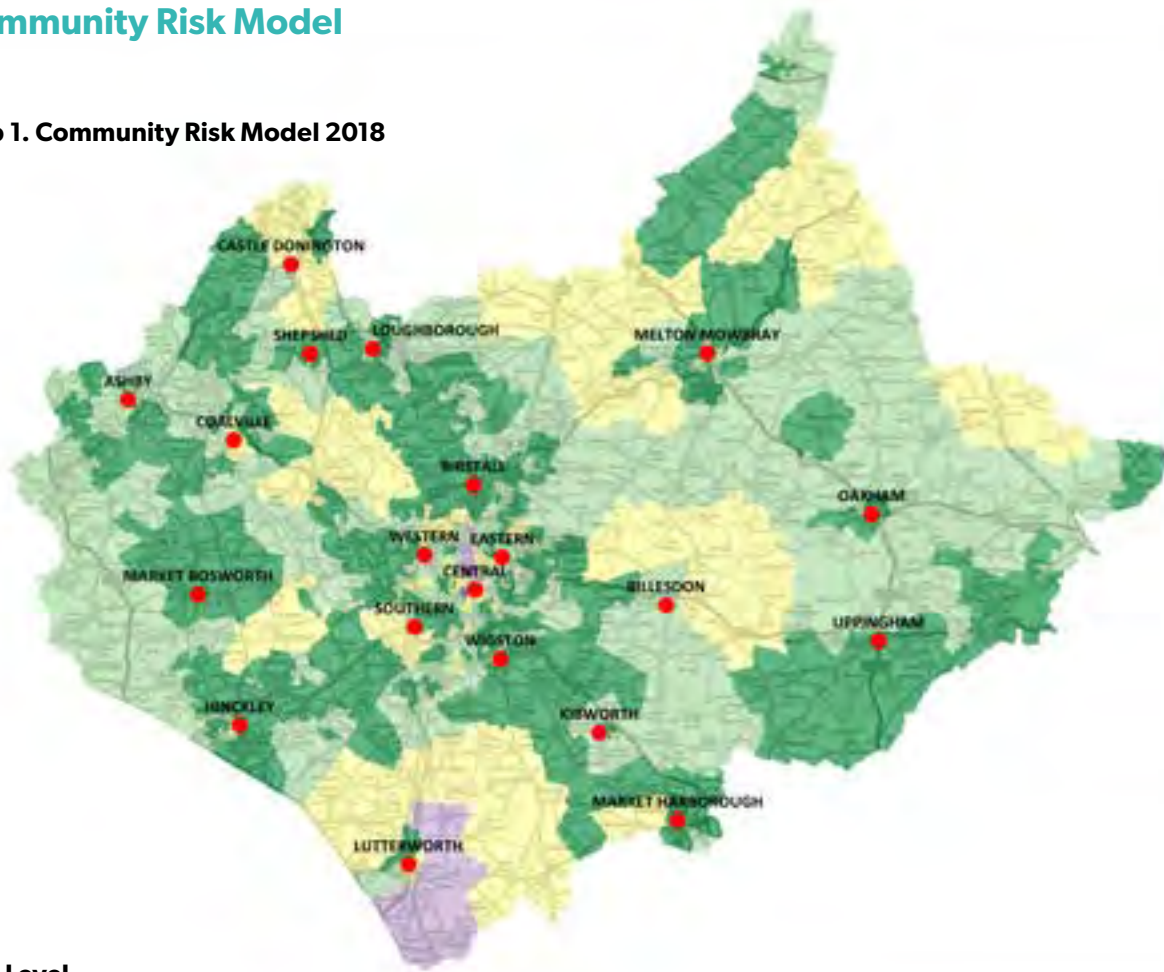 mmunity Risk Model
1. Community Risk Model 2018
CASTLE DONINGTON
SHEPSHED
LOUGHBOROUGH
MELTON MOWBRAY
ASHBY
COALVILLE
BIRSTALL
OAKHAM
WESTERN
EASTERN
CENTRAL
MARKET BOSWORTH
BILLESDON
SOUTHERN
UPPINGHAM
WIGSTON
HINCKLEY
KIBWORTH
MARKET HARBOROUGH
LUTTERWORTH
Level